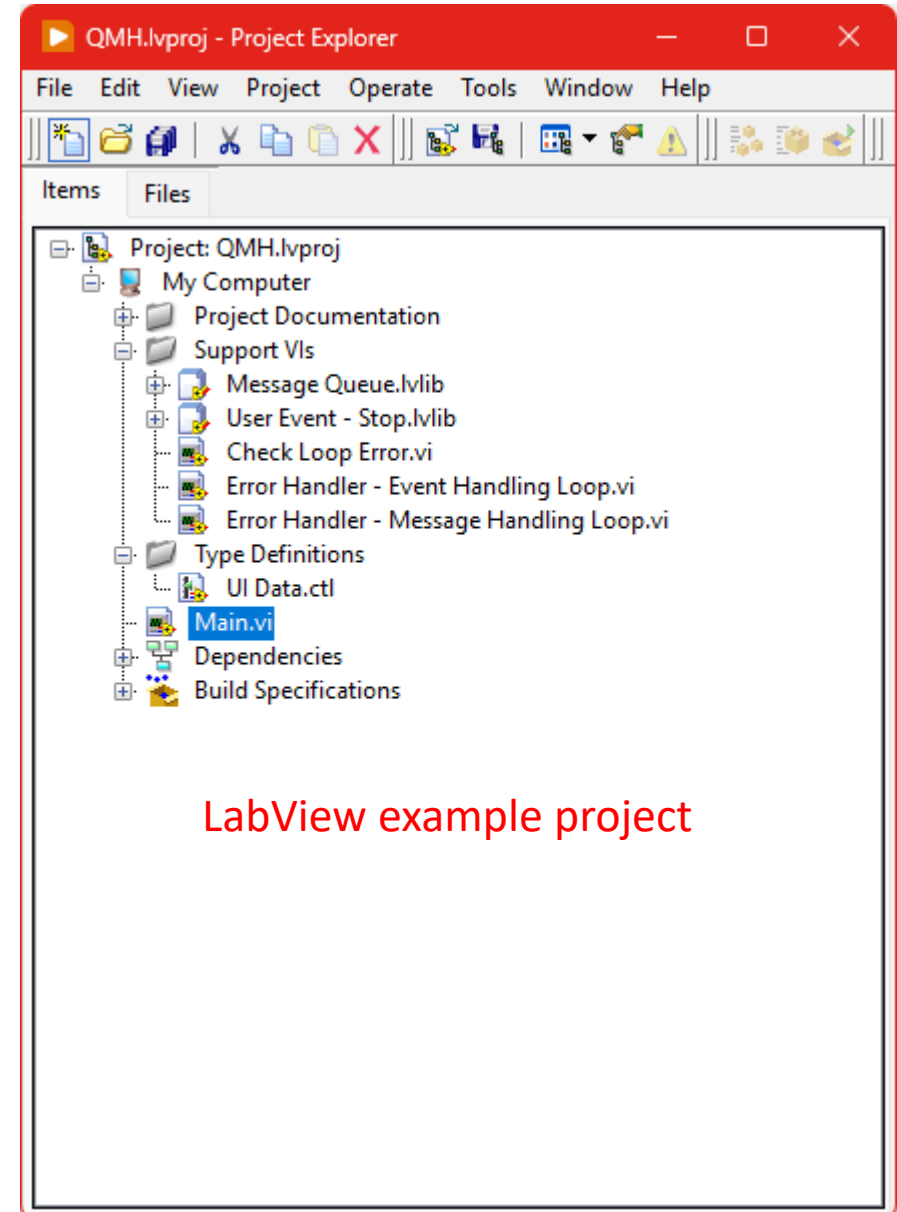 QMH.lvproj - Project Explorer
File Edit View Project Operate Tools Window Help
Items Files
Project: QMH.lvproj
My Computer
Project Documentation
Support VIs
Message Queue.lvlib
User Event - Stop.lvlib
Check Loop Error.vi
Error Handler - Event Handling Loop.vi
Error Handler - Message Handling Loop.vi
Type Definitions
UI Data.ctl
Main.vi
Dependencies
Build Specifications
LabView example project